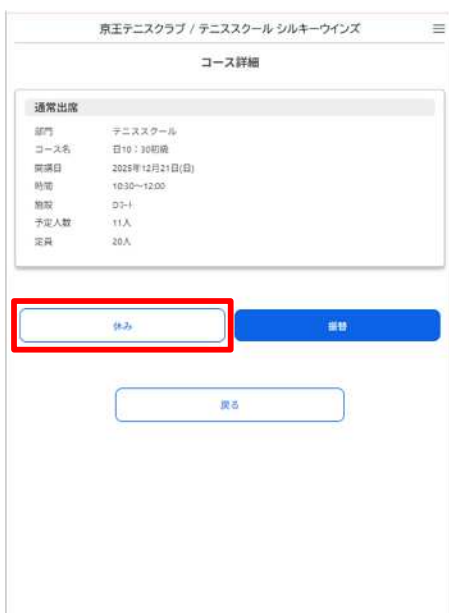 京王テニスクラブ / テニススクール シルキーウインズ
コース詳細
通常出席
部門 テニススクール
コース名 日10：30初級
開講日 2025年12月21日(日)
時間 10:30～12:00
施設 Dコート
予定人数 11人
定員 20人
休み 振替
戻る